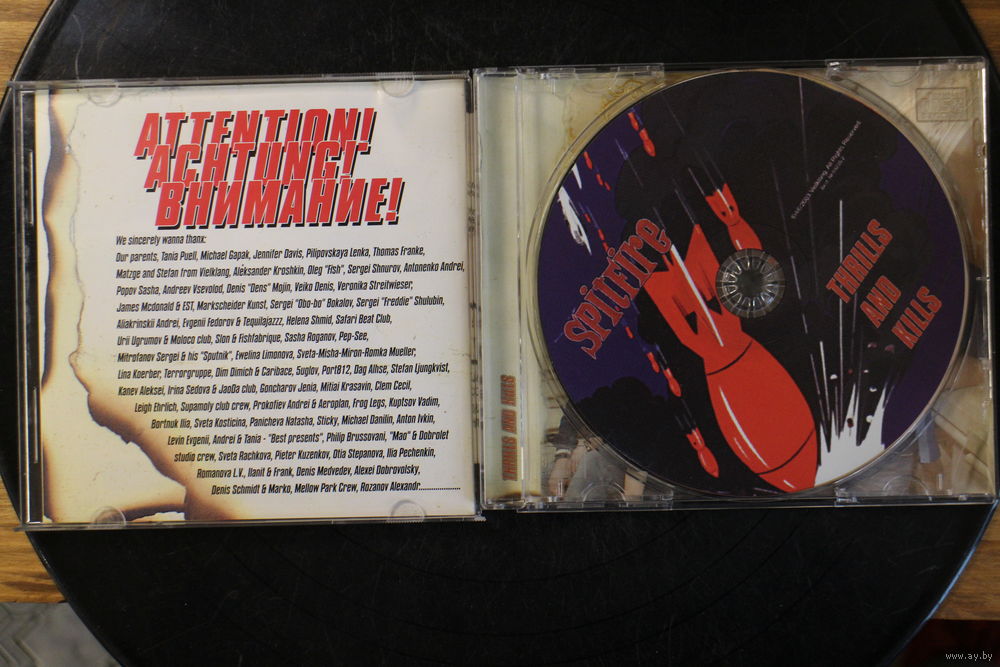 ATTENTION!
ACHTUNG!
ВНИМАНИЕ!
We sincerely wanna thanx:
Our parents, Tania Puell, Michael Gapak, Jennifer Davis, Pilipovskaya Lenka, Thomas Franke,
Matzge and Stefan from Vielklang, Aleksander Kroshkin, Oleg "Fish", Sergei Shnurov, Antonenko Andrei,
Popov Sasha, Andreev Vsevolod, Denis "Dens" Mojin, Veiko Denis, Veronika Streitwieser,
James Mcdonald & EST, Markscheider Kunst, Sergei "Obo-bo" Bokalov, Sergei "Freddie" Shulubin,
Aliakrinskii Andrei, Evgenii Fedorov & Tequilajazzz, Helena Shmid, Safari Beat Club,
Urii Ugrumov & Moloco club, Slon & Fishfabrique, Sasha Roganov, Pep-See,
Mitrofanov Sergei & his "Sputnik", Ewelina Limonova, Sveta-Misha-Miron-Romka Mueller,
Lina Koerber, Terrorgruppe, Dim Dimich & Caribace, Suglov, Port812, Dag Alhse, Stefan Ljungkvist,
Kanev Aleksei, Irina Sedova & JaoDa club, Goncharov Jenia, Mitiai Krasavin, Clem Cecil,
Leigh Ehrlich, Supamoly club crew, Prokofiev Andrei & Aeroplan, Frog Legs, Kuptsov Vadim,
Bortnuk Ilia, Sveta Kosticina, Panicheva Natasha, Sticky, Michael Danilin, Anton Ivkin,
Levin Evgenii, Andrei & Tania - "Best presents", Philip Brussovani, "Mao" & Dobrolet
studio crew, Sveta Rachkova, Pieter Kuzenkov, Otia Stepanova, Ilia Pechenkin,
Romanova L.V., Ilanit & Frank, Denis Medvedev, Alexei Dobrovolsky,
Denis Schmidt & Marko, Mellow Park Crew, Rozanov Alexandr...................
THRILLS AND KILLS
Spitfire
THRILLS
AND
KILLS
2003 Vielklang All Rights Reserved
www.ay.by